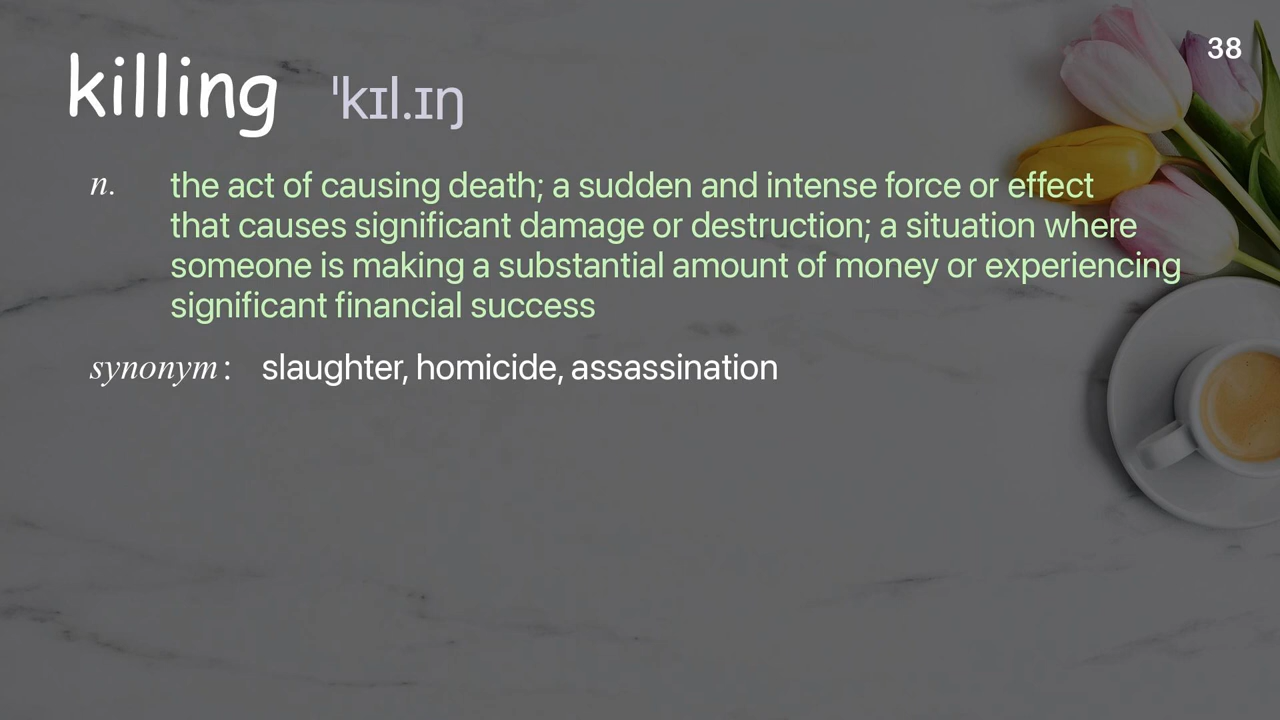 38
killing ˈkɪl.ɪŋ
n. the act of causing death; a sudden and intense force or effect
that causes significant damage or destruction; a situation where
someone is making a substantial amount of money or experiencing
significant financial success
synonym: slaughter, homicide, assassination